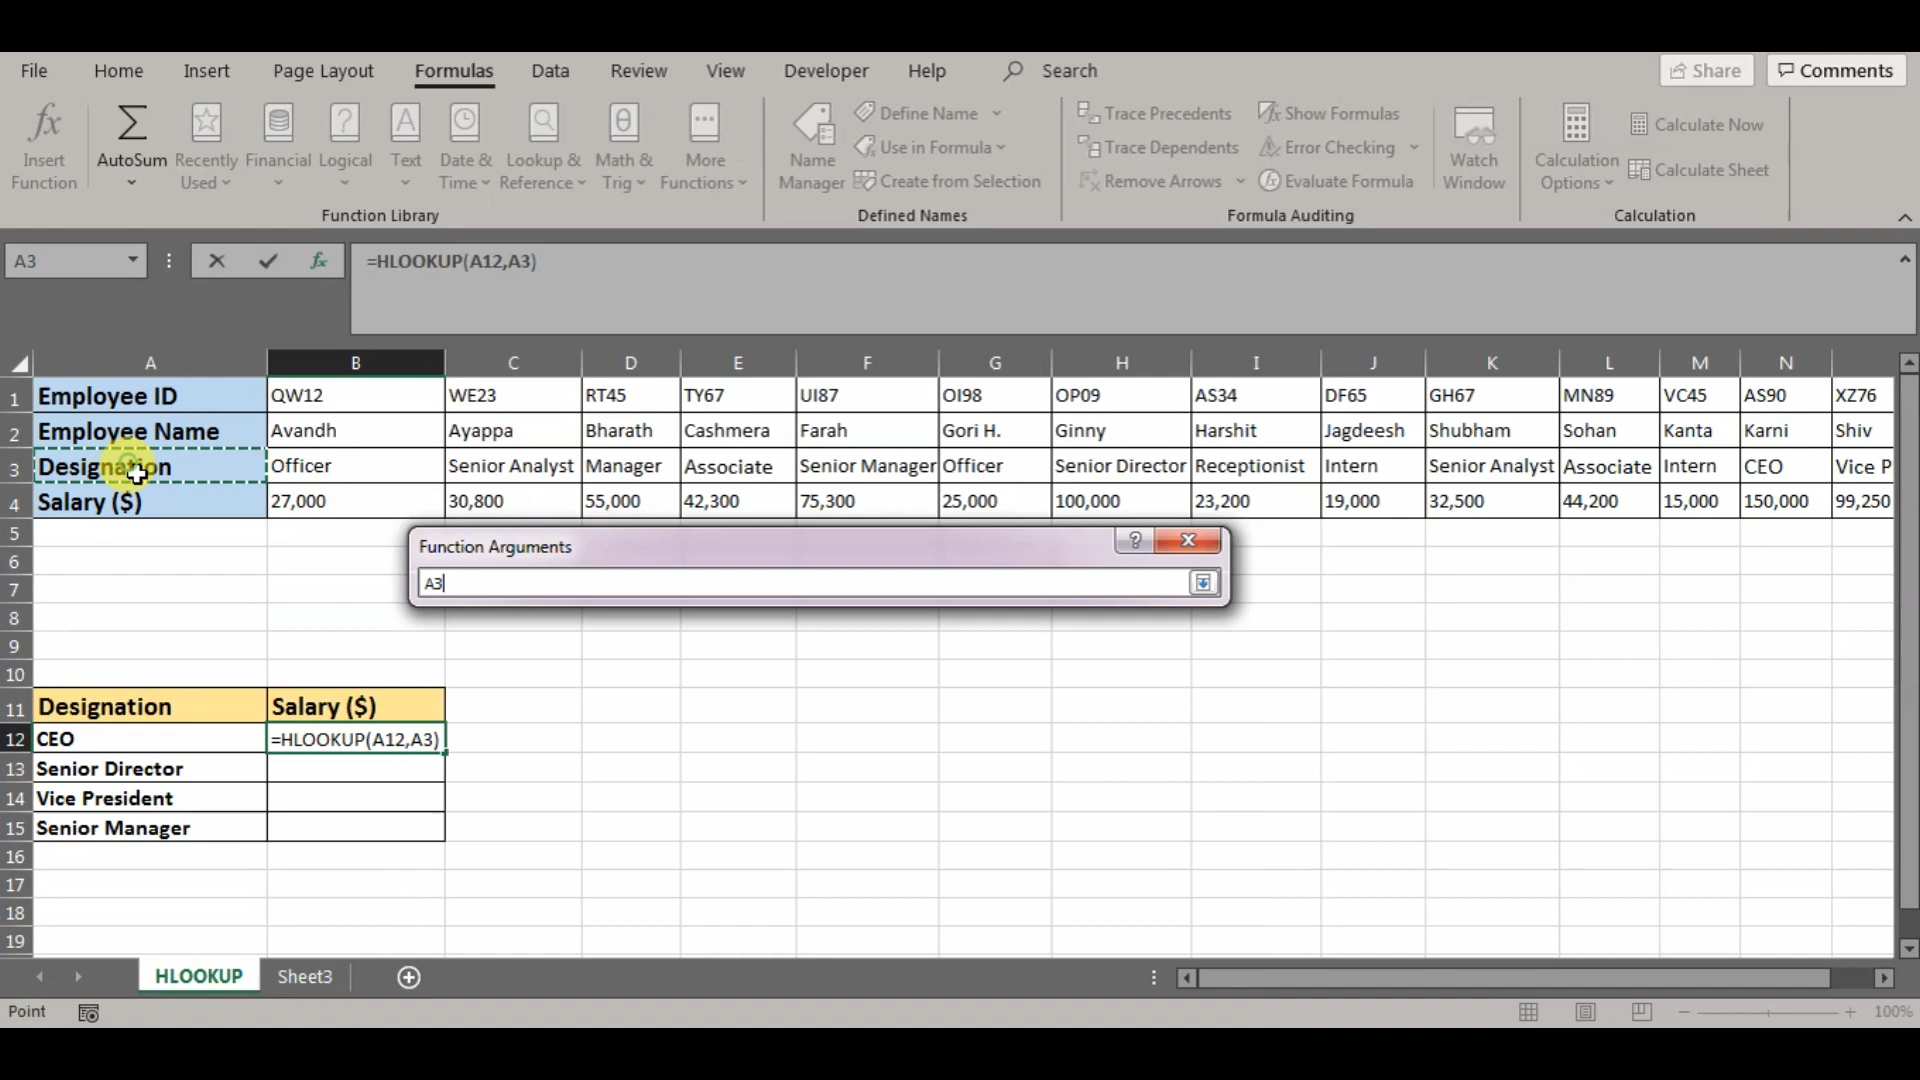 File Home Insert Page Layout Formulas Data Review View Developer Help Search Share Comments
fx AutoSum Recently Used Financial Logical Text Date & Time Lookup & Reference Math & Trig More Functions
Insert Function
Function Library
Name Manager
Define Name
Use in Formula
Create from Selection
Defined Names
Trace Precedents Show Formulas
Trace Dependents Error Checking
Remove Arrows Evaluate Formula
Watch Window
Formula Auditing
Calculation Options
Calculate Now
Calculate Sheet
Calculation
A3 fx =HLOOKUP(A12,A3)
A B C D E F G H I J K L M N
1 Employee ID QW12 WE23 RT45 TY67 UI87 OI98 OP09 AS34 DF65 GH67 MN89 VC45 AS90 XZ76
2 Employee Name Avandh Ayappa Bharath Cashmera Farah Gori H. Ginny Harshit Jagdeesh Shubham Sohan Kanta Karni Shiv
3 Designation Officer Senior Analyst Manager Associate Senior Manager Officer Senior Director Receptionist Intern Senior Analyst Associate Intern CEO Vice P
4 Salary ($) 27,000 30,800 55,000 42,300 75,300 25,000 100,000 23,200 19,000 32,500 44,200 15,000 150,000 99,250
5
Function Arguments ?
6
A3
7
8
9
10
11 Designation Salary ($)
12 CEO =HLOOKUP(A12,A3)
13 Senior Director
14 Vice President
15 Senior Manager
16
17
18
19
HLOOKUP Sheet3
Point 100%